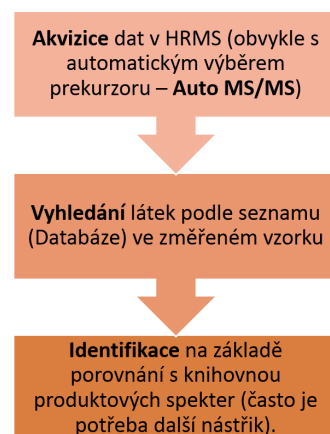 Akvizice dat v HRMS (obvykle s
automatickým výběrem
prekurzoru – Auto MS/MS)
Vyhledání látek podle seznamu
(Databáze) ve změřeném vzorku
Identifikace na základě
porovnání s knihovnou
produktových spekter (často je
potřeba další nástřik).